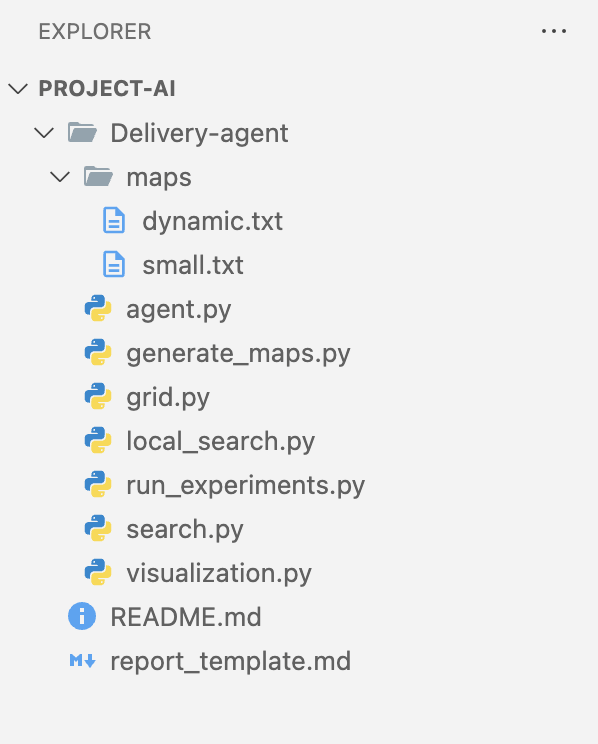 EXPLORER
PROJECT-AI
Delivery-agent
maps
dynamic.txt
small.txt
agent.py
generate_maps.py
grid.py
local_search.py
run_experiments.py
search.py
visualization.py
README.md
report_template.md